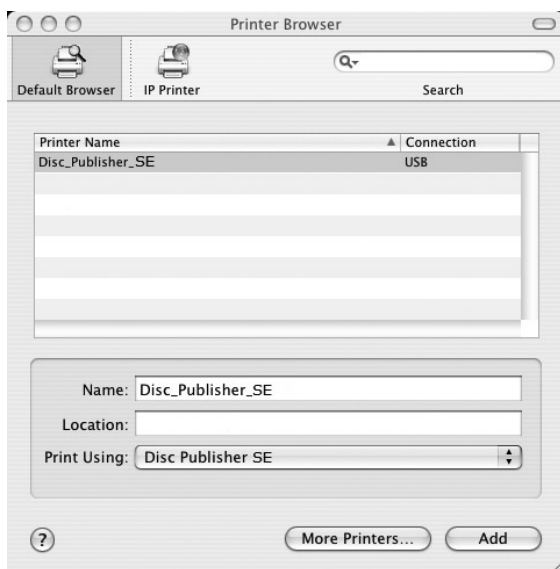 Printer Browser
Default Browser
IP Printer
Search
Printer Name
Connection
Disc_Publisher_SE
USB
Name: Disc_Publisher_SE
Location:
Print Using: Disc Publisher SE
?
More Printers...
Add